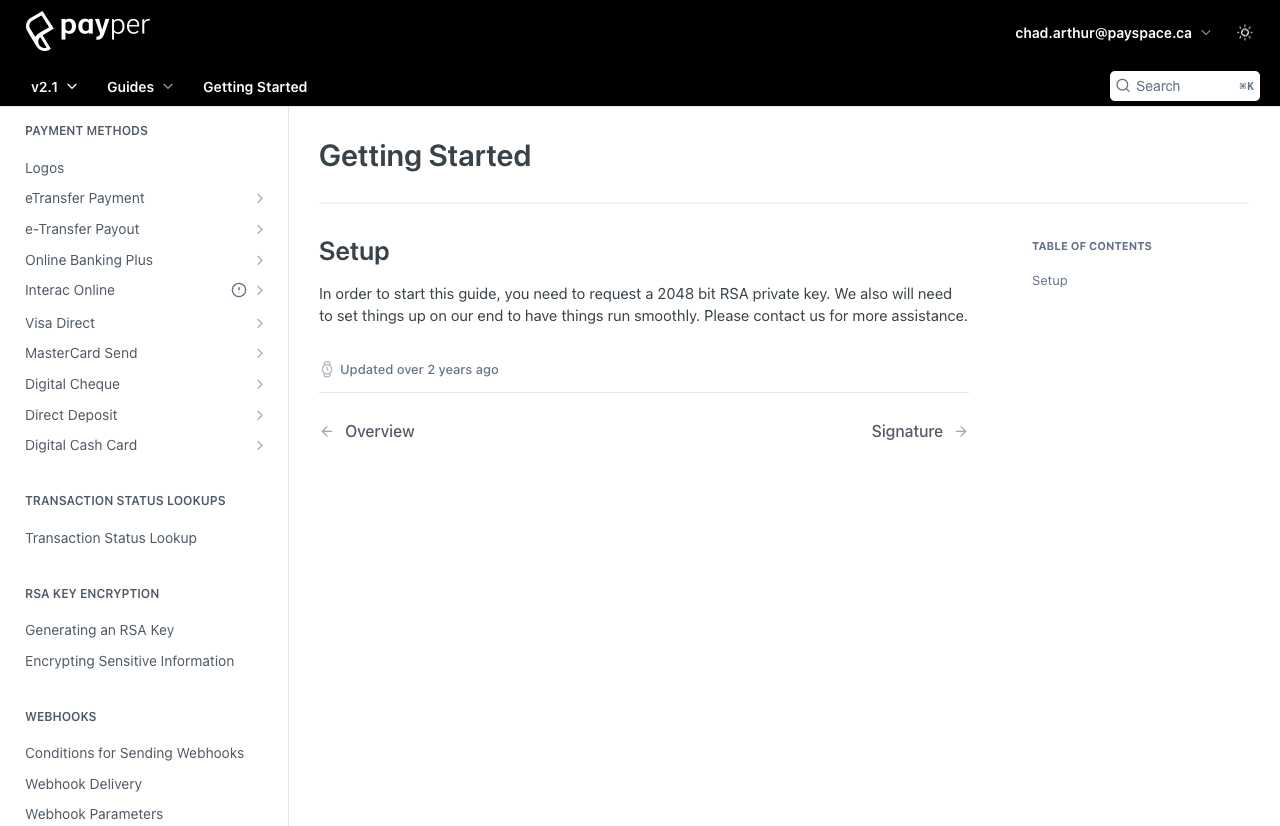 payper
chad.arthur@payspace.ca
v2.1
Guides
Getting Started
Search
⌘K
PAYMENT METHODS
Logos
eTransfer Payment
e-Transfer Payout
Online Banking Plus
Interac Online
Visa Direct
MasterCard Send
Digital Cheque
Direct Deposit
Digital Cash Card
TRANSACTION STATUS LOOKUPS
Transaction Status Lookup
RSA KEY ENCRYPTION
Generating an RSA Key
Encrypting Sensitive Information
WEBHOOKS
Conditions for Sending Webhooks
Webhook Delivery
Webhook Parameters
Getting Started
Setup
In order to start this guide, you need to request a 2048 bit RSA private key. We also will need
to set things up on our end to have things run smoothly. Please contact us for more assistance.
Updated over 2 years ago
Overview
Signature
TABLE OF CONTENTS
Setup